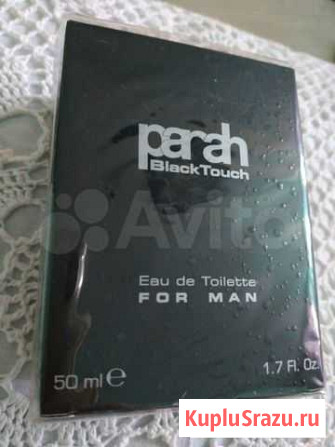 parah
BlackTouch
Avito
Eau de Toilette
FOR MAN
50 ml e 1.7 Fl. Oz.
KupluSrazu.ru